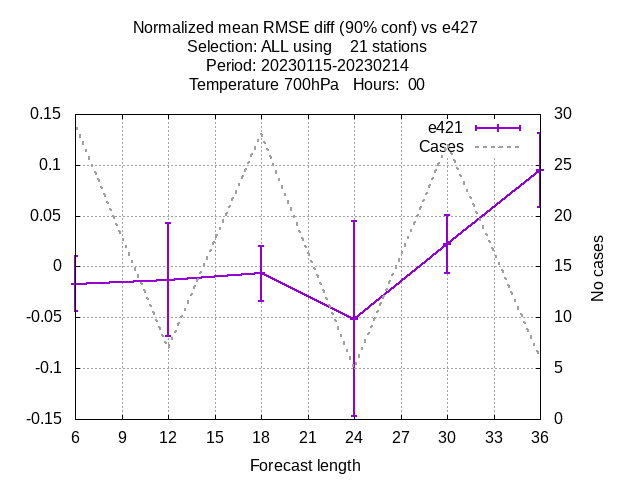 Normalized mean RMSE diff (90% conf) vs e427
Selection: ALL using    21 stations
Period: 20230115-20230214
Temperature 700hPa   Hours:  00
0.15
0.1
0.05
0
-0.05
-0.1
-0.15
e421
Cases
30
25
20
15
10
5
0
No cases
6 9 12 15 18 21 24 27 30 33 36
Forecast length